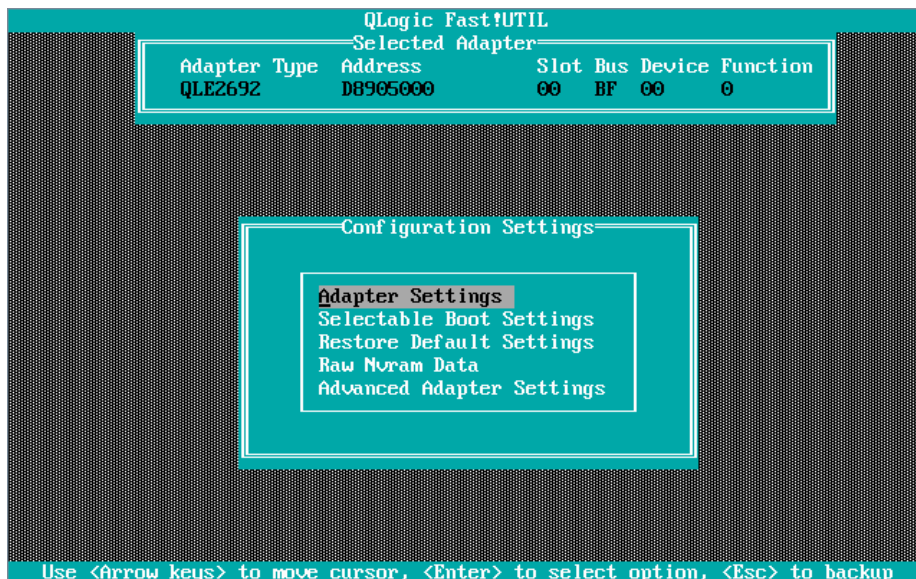 QLogic Fast!UTIL
Selected Adapter
Adapter Type Address Slot Bus Device Function
QLE2692 D8905000 00 BF 00 0
Configuration Settings
Adapter Settings
Selectable Boot Settings
Restore Default Settings
Raw Nvram Data
Advanced Adapter Settings
Use <Arrow keys> to move cursor, <Enter> to select option, <Esc> to backup